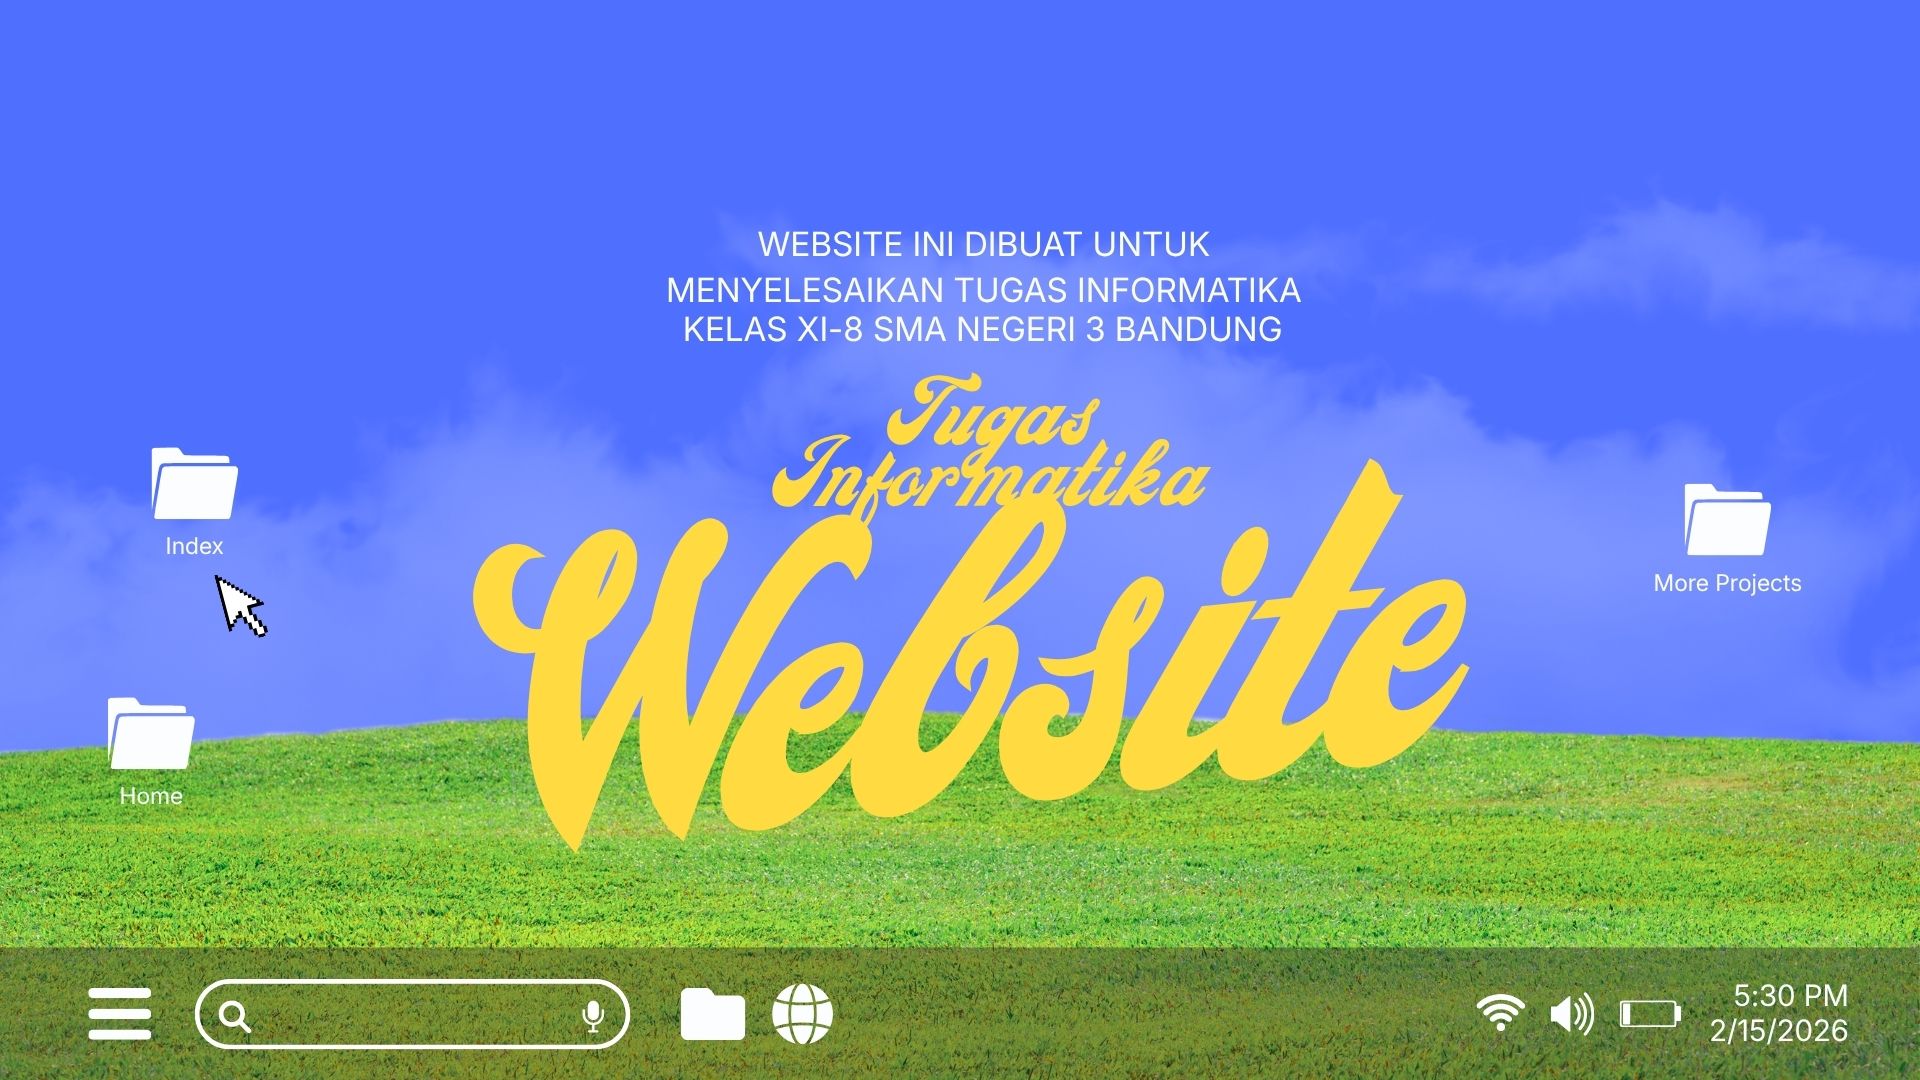 WEBSITE INI DIBUAT UNTUK
MENYELESAIKAN TUGAS INFORMATIKA
KELAS XI-8 SMA NEGERI 3 BANDUNG
Tugas
Informatika
Website
Index
Home
More Projects
5:30 PM
2/15/2026